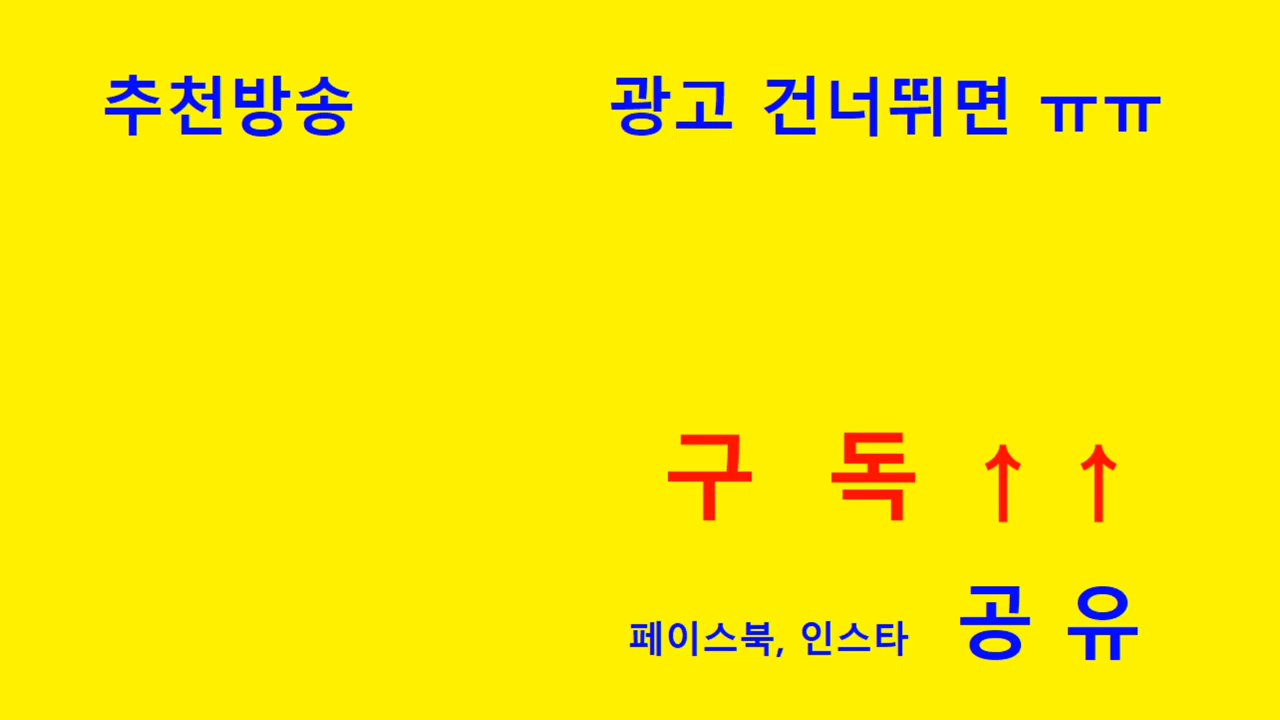 추천방송 광고 건너뛰면 ㅠㅠ
구 독 ↑ ↑
페이스북, 인스타 공 유